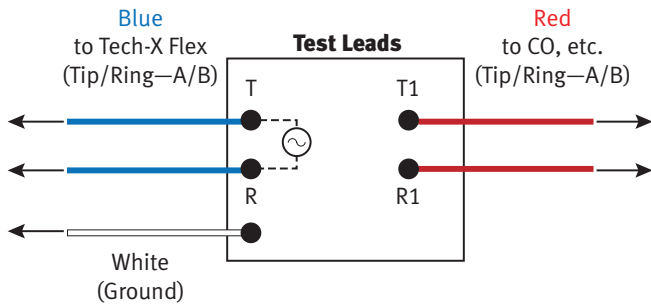 Blue
to Tech-X Flex
(Tip/Ring—A/B)
Test Leads
Red
to CO, etc.
(Tip/Ring—A/B)
T
T1
R
R1
White
(Ground)